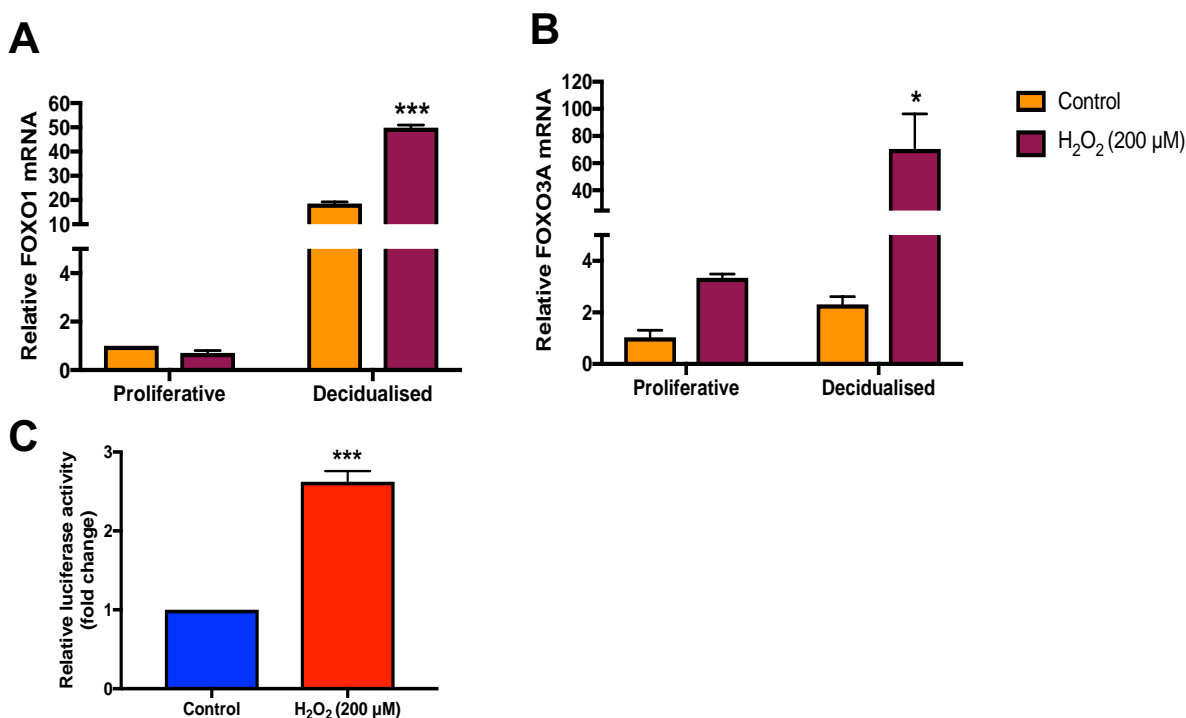 A
Relative FOXO1 mRNA
60
50
40
30
20
10
4
2
0
***
Proliferative
Decidualised
B
Relative FOXO3A mRNA
120
100
80
60
40
4
2
0
*
Proliferative
Decidualised
Control
H₂O₂ (200 µM)
C
Relative luciferase activity
(fold change)
3
2
1
0
***
Control
H₂O₂ (200 µM)